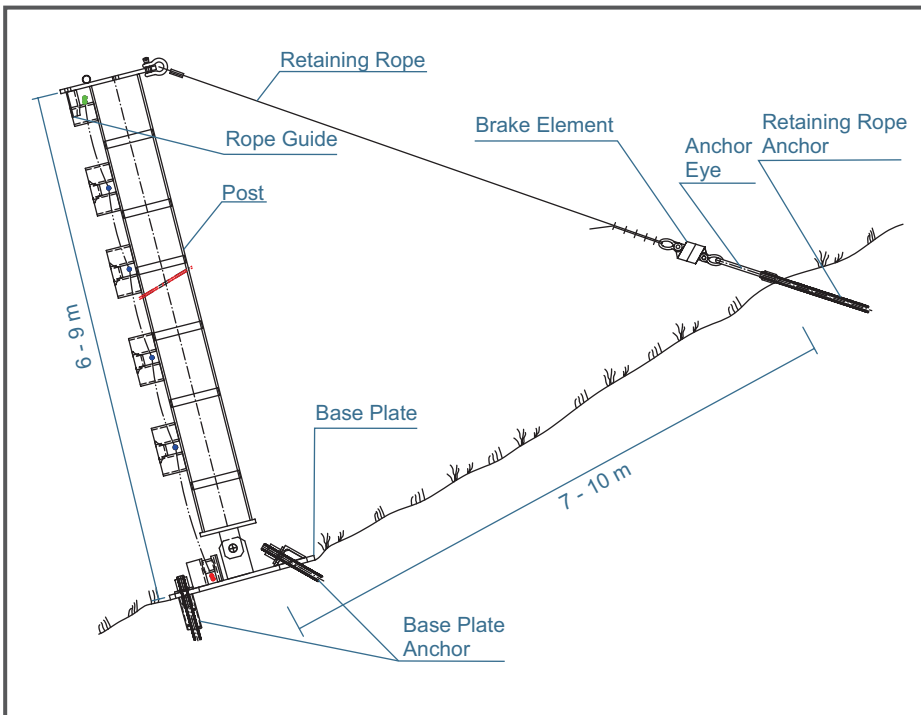 Retaining Rope
Brake Element
Retaining Rope
Anchor
Anchor
Eye
Rope Guide
Post
6 - 9 m
Base Plate
7 - 10 m
Base Plate
Anchor